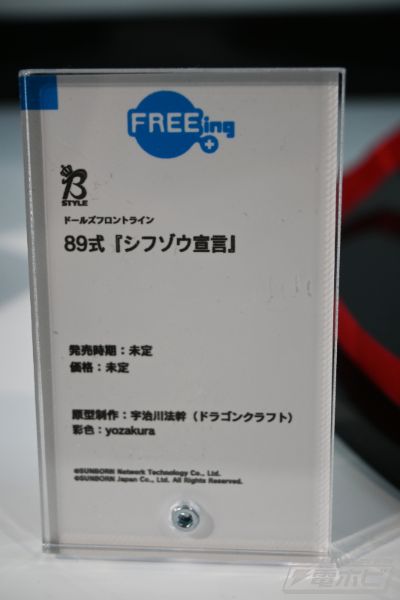 FREEing
B
STYLE
ドールズフロントライン
89式『シフゾウ宣言』
発売時期：未定
価格：未定
原型制作：宇治川法幹（ドラゴンクラフト）
彩色：yozakura
©SUNBORN Network Technology Co., Ltd.
©SUNBORN Japan Co., Ltd. All Rights Reserved.
電ホビ